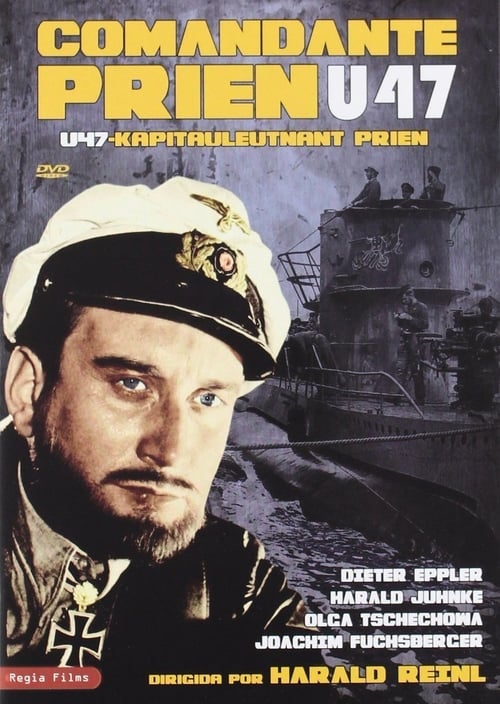 COMANDANTE
PRIEN U47
U47-KAPITAULEUTNANT PRIEN
DVD
VIDEO
DIETER EPPLER
HARALD JUHNKE
OLGA TSCHECHOWA
JOACHIM FUCHSBERGER
Regia Films
DIRIGIDA POR HARALD REINL